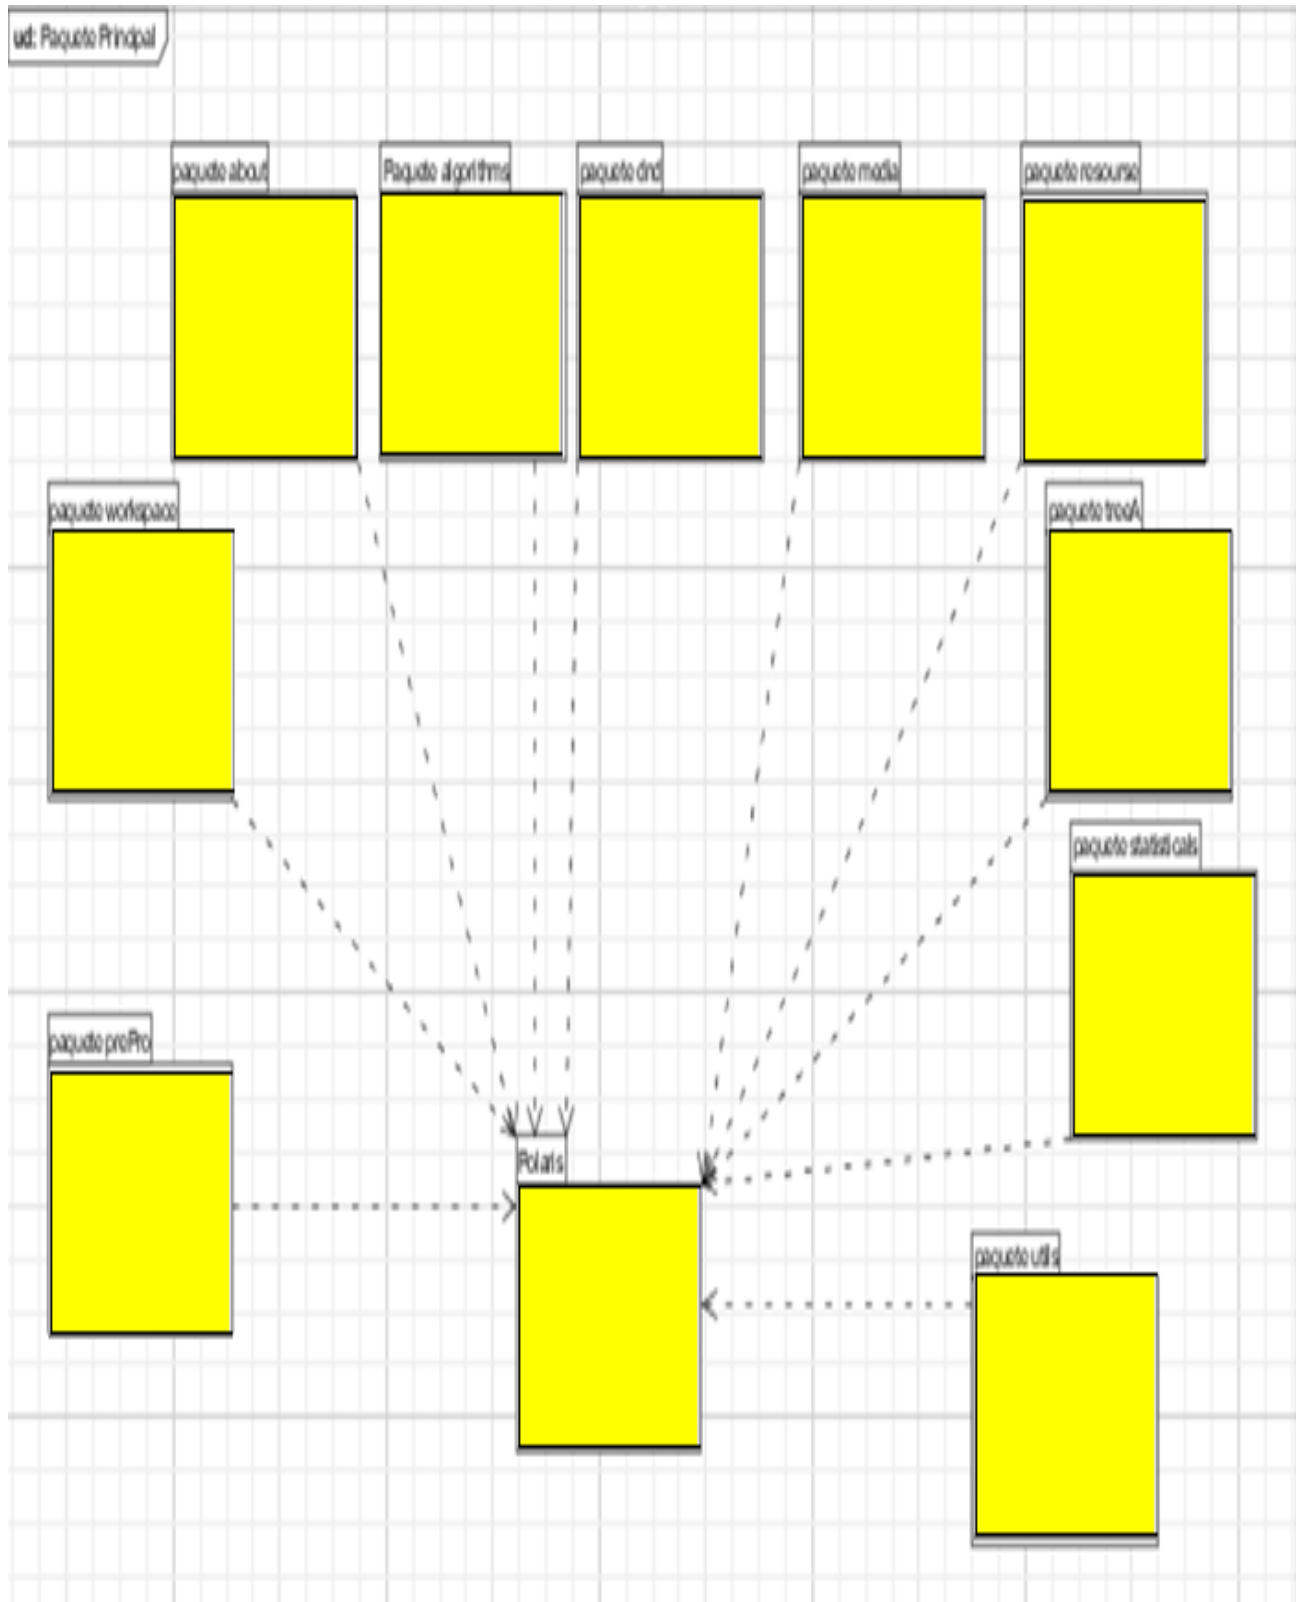 ud: Paquete Principal
paquete about
Paquete algorithms
paquete dnd
paquete media
paquete resourse
paquete workspace
paquete treeA
paquete statisticals
paquete prePro
Polaris
paquete utils